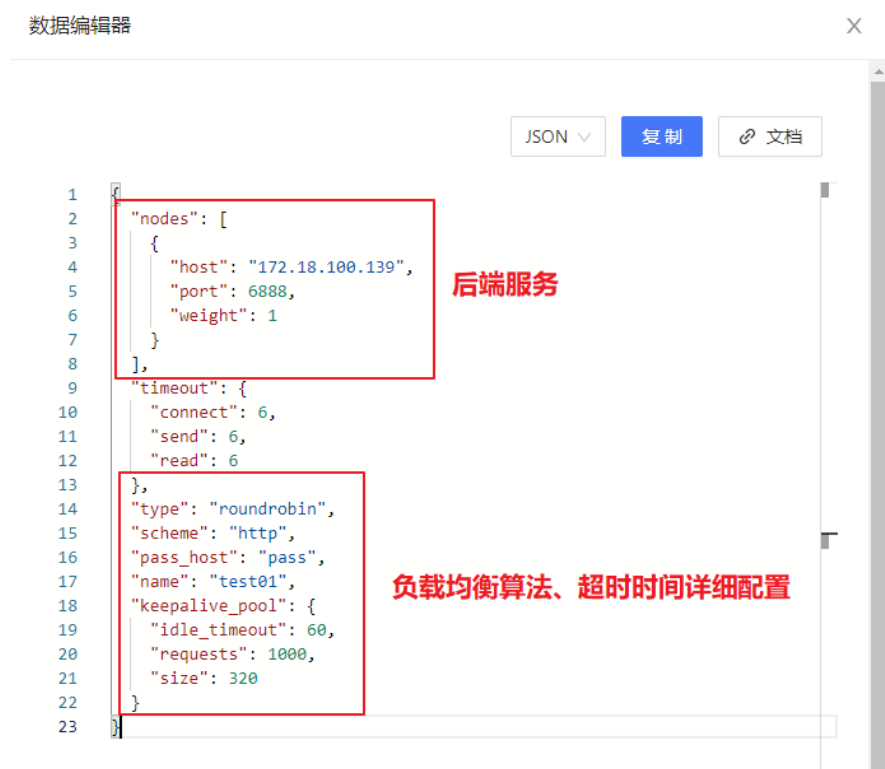 数据编辑器
JSON 复制 文档
1 {
2 "nodes": [
3 {
4 "host": "172.18.100.139",
5 "port": 6888,
6 "weight": 1
7 }
8 ],
后端服务
9 "timeout": {
10 "connect": 6,
11 "send": 6,
12 "read": 6
13 },
14 "type": "roundrobin",
15 "scheme": "http",
16 "pass_host": "pass",
17 "name": "test01",
18 "keepalive_pool": {
19 "idle_timeout": 60,
20 "requests": 1000,
21 "size": 320
22 }
23 }
负载均衡算法、超时时间详细配置